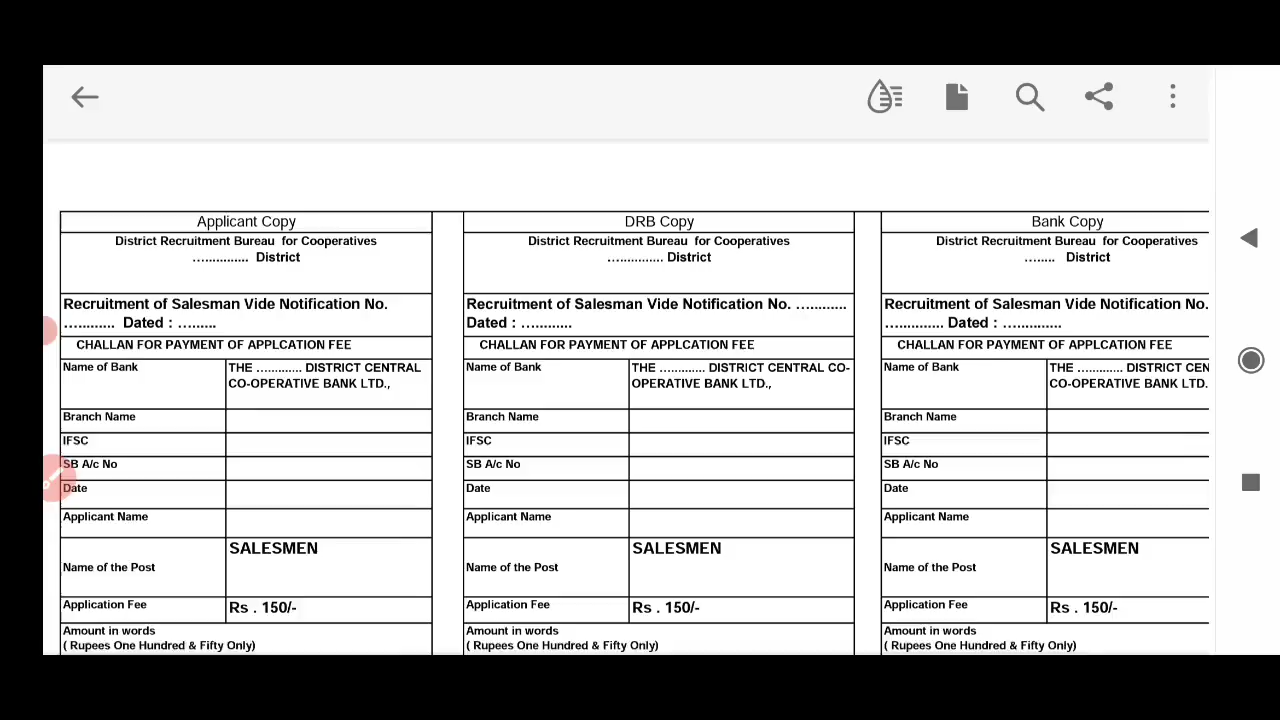 Applicant Copy
District Recruitment Bureau for Cooperatives
…............ District
Recruitment of Salesman Vide Notification No.
…......... Dated : ….......
CHALLAN FOR PAYMENT OF APPLCATION FEE
Name of Bank
THE ............. DISTRICT CENTRAL
CO-OPERATIVE BANK LTD.,
Branch Name
IFSC
SB A/c No
Date
Applicant Name
Name of the Post
SALESMEN
Application Fee
Rs . 150/-
Amount in words
( Rupees One Hundred & Fifty Only)
DRB Copy
District Recruitment Bureau for Cooperatives
…............ District
Recruitment of Salesman Vide Notification No. ….........
Dated : ….........
CHALLAN FOR PAYMENT OF APPLCATION FEE
Name of Bank
THE ............. DISTRICT CENTRAL CO-
OPERATIVE BANK LTD.,
Branch Name
IFSC
SB A/c No
Date
Applicant Name
Name of the Post
SALESMEN
Application Fee
Rs . 150/-
Amount in words
( Rupees One Hundred & Fifty Only)
Bank Copy
District Recruitment Bureau for Cooperatives
…..... District
Recruitment of Salesman Vide Notification No.
…........... Dated : ….............
CHALLAN FOR PAYMENT OF APPLCATION FEE
Name of Bank
THE ............. DISTRICT CEN
CO-OPERATIVE BANK LTD.
Branch Name
IFSC
SB A/c No
Date
Applicant Name
Name of the Post
SALESMEN
Application Fee
Rs . 150/-
Amount in words
( Rupees One Hundred & Fifty Only)